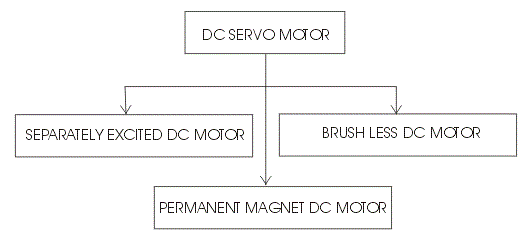 DC SERVO MOTOR
SEPARATELY EXCITED DC MOTOR
BRUSH LESS DC MOTOR
PERMANENT MAGNET DC MOTOR